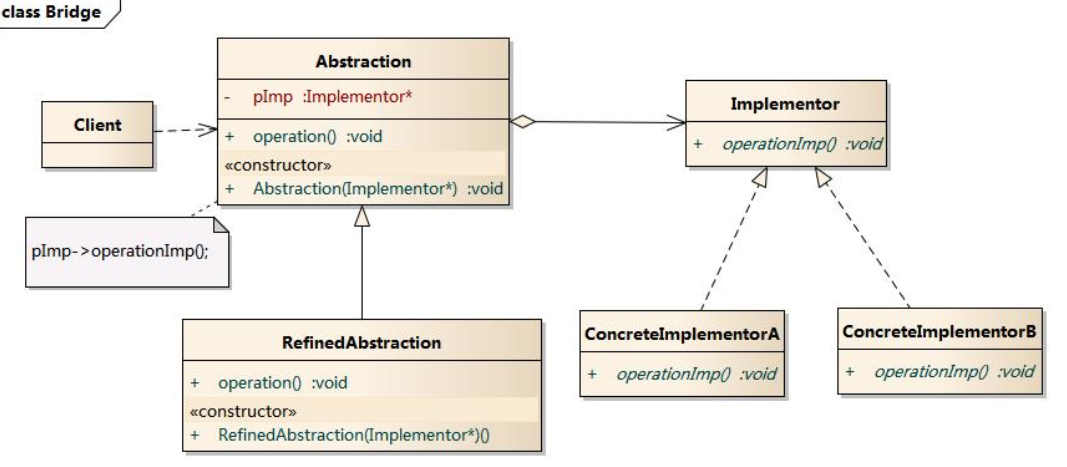 class Bridge
Client
Abstraction
- pImp :Implementor*
+ operation() :void
«constructor»
+ Abstraction(Implementor*) :void
Implementor
+ operationImp() :void
pImp->operationImp();
RefinedAbstraction
+ operation() :void
«constructor»
+ RefinedAbstraction(Implementor*)()
ConcreteImplementorA
+ operationImp() :void
ConcreteImplementorB
+ operationImp() :void